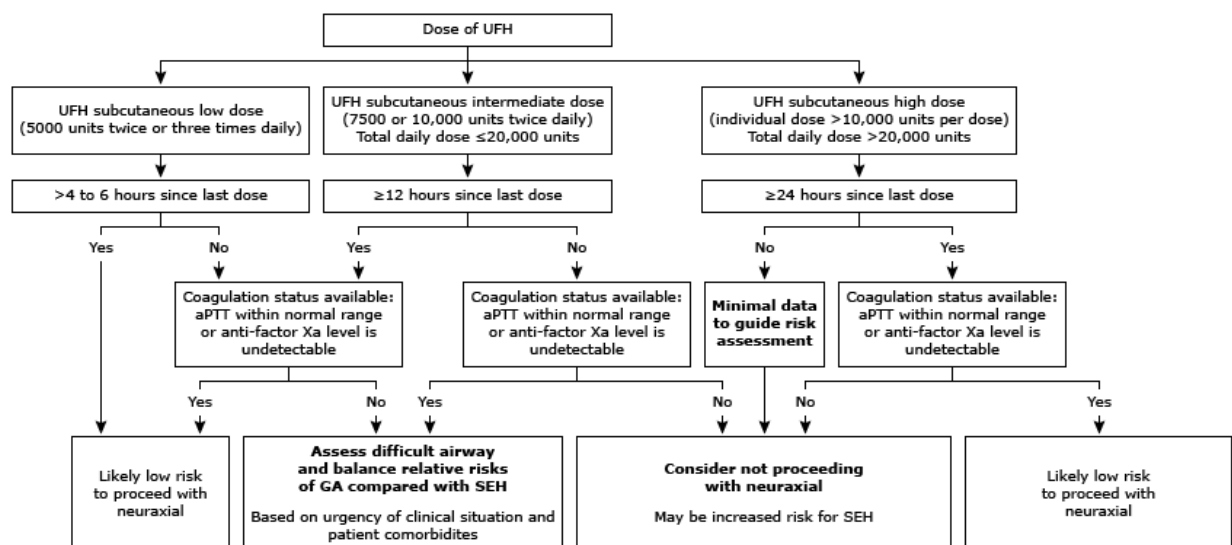 Dose of UFH
UFH subcutaneous low dose
(5000 units twice or three times daily)
UFH subcutaneous intermediate dose
(7500 or 10,000 units twice daily)
Total daily dose ≤20,000 units
UFH subcutaneous high dose
(individual dose >10,000 units per dose)
Total daily dose >20,000 units
>4 to 6 hours since last dose
≥12 hours since last dose
≥24 hours since last dose
Yes
No
Yes
No
No
Yes
Coagulation status available:
aPTT within normal range
or anti-factor Xa level is
undetectable
Coagulation status available:
aPTT within normal range
or anti-factor Xa level is
undetectable
Minimal data
to guide risk
assessment
Coagulation status available:
aPTT within normal range
or anti-factor Xa level is
undetectable
Yes
No
Yes
No
No
Yes
Likely low risk
to proceed with
neuraxial
Assess difficult airway
and balance relative risks
of GA compared with SEH
Based on urgency of clinical situation and
patient comorbidites
Consider not proceeding
with neuraxial
May be increased risk for SEH
Likely low risk
to proceed with
neuraxial